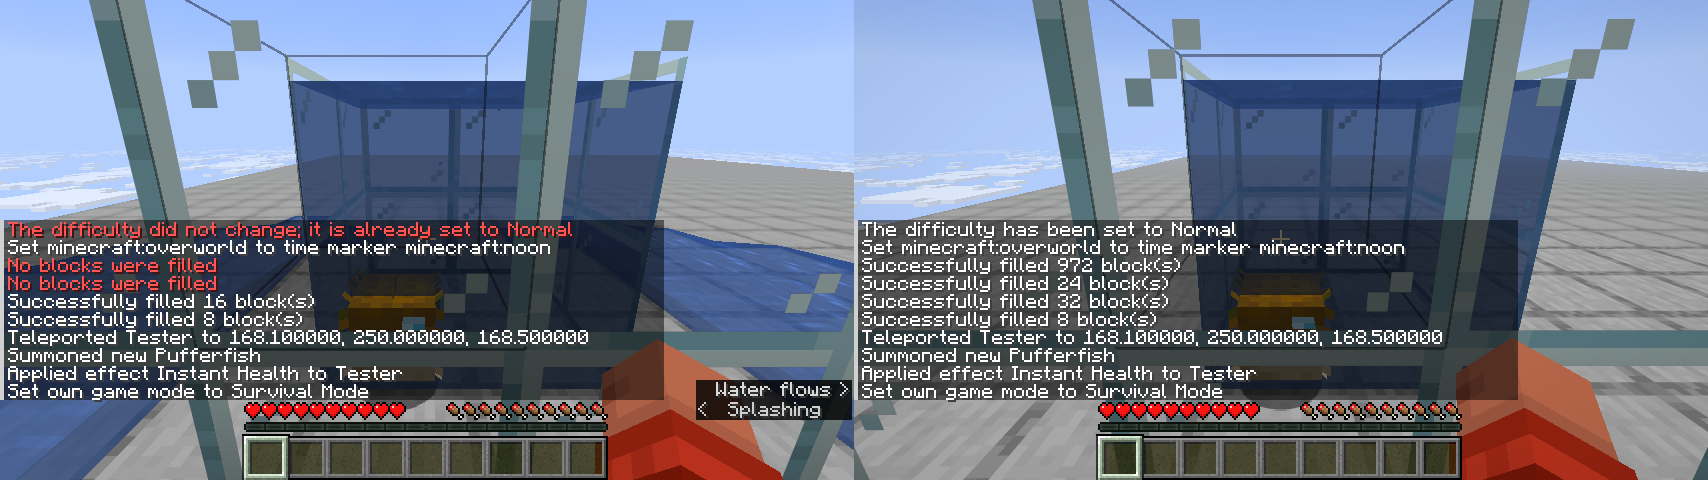 The difficulty did not change; it is already set to Normal
Set minecraft:overworld to time marker minecraft:noon
No blocks were filled
No blocks were filled
Successfully filled 16 block(s)
Successfully filled 8 block(s)
Teleported Tester to 168.100000, 250.000000, 168.500000
Summoned new Pufferfish
Applied effect Instant Health to Tester
Set own game mode to Survival Mode
Water flows >
< Splashing
The difficulty has been set to Normal
Set minecraft:overworld to time marker minecraft:noon
Successfully filled 972 block(s)
Successfully filled 24 block(s)
Successfully filled 32 block(s)
Successfully filled 8 block(s)
Teleported Tester to 168.100000, 250.000000, 168.500000
Summoned new Pufferfish
Applied effect Instant Health to Tester
Set own game mode to Survival Mode